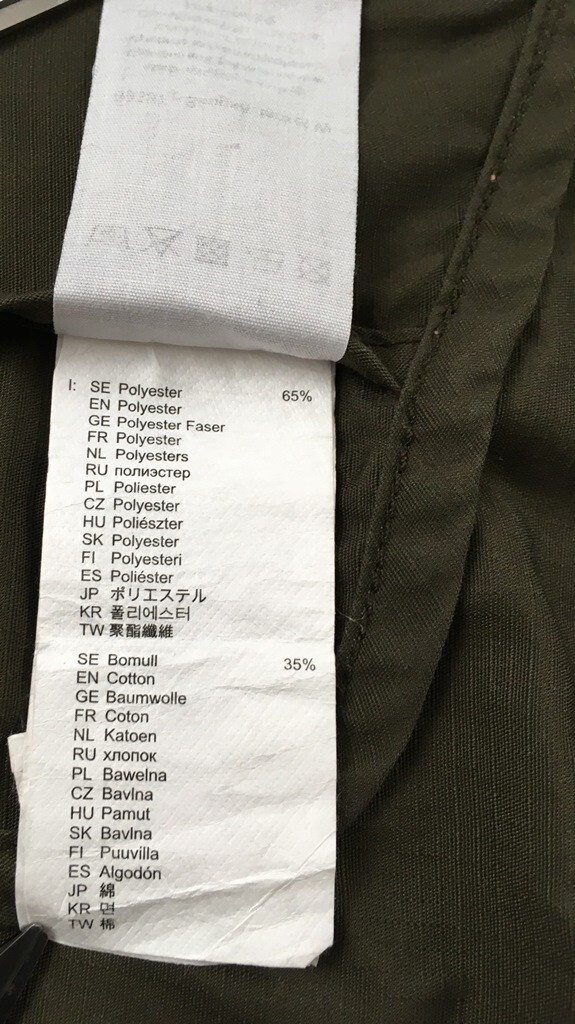 I: SE Polyester 65%
EN Polyester
GE Polyester Faser
FR Polyester
NL Polyesters
RU полиэстер
PL Poliester
CZ Polyester
HU Poliészter
SK Polyester
FI Polyesteri
ES Poliéster
JP ポリエステル
KR 폴리에스터
TW 聚酯纖維
SE Bomull 35%
EN Cotton
GE Baumwolle
FR Coton
NL Katoen
RU хлопок
PL Bawelna
CZ Bavlna
HU Pamut
SK Bavlna
FI Puuvilla
ES Algodón
JP 綿
KR 면
TW 棉